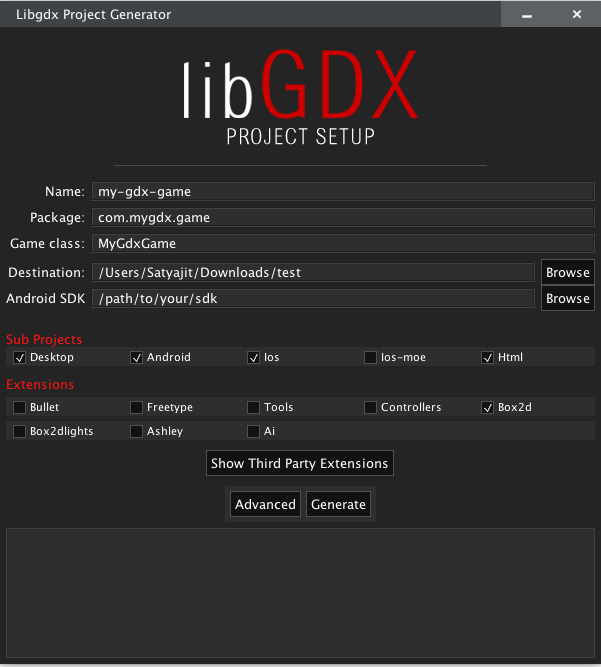 Libgdx Project Generator
libGDX
PROJECT SETUP
Name: my-gdx-game
Package: com.mygdx.game
Game class: MyGdxGame
Destination: /Users/Satyajit/Downloads/test Browse
Android SDK /path/to/your/sdk Browse
Sub Projects
Desktop Android Ios Ios-moe Html
Extensions
Bullet Freetype Tools Controllers Box2d
Box2dlights Ashley Ai
Show Third Party Extensions
Advanced Generate